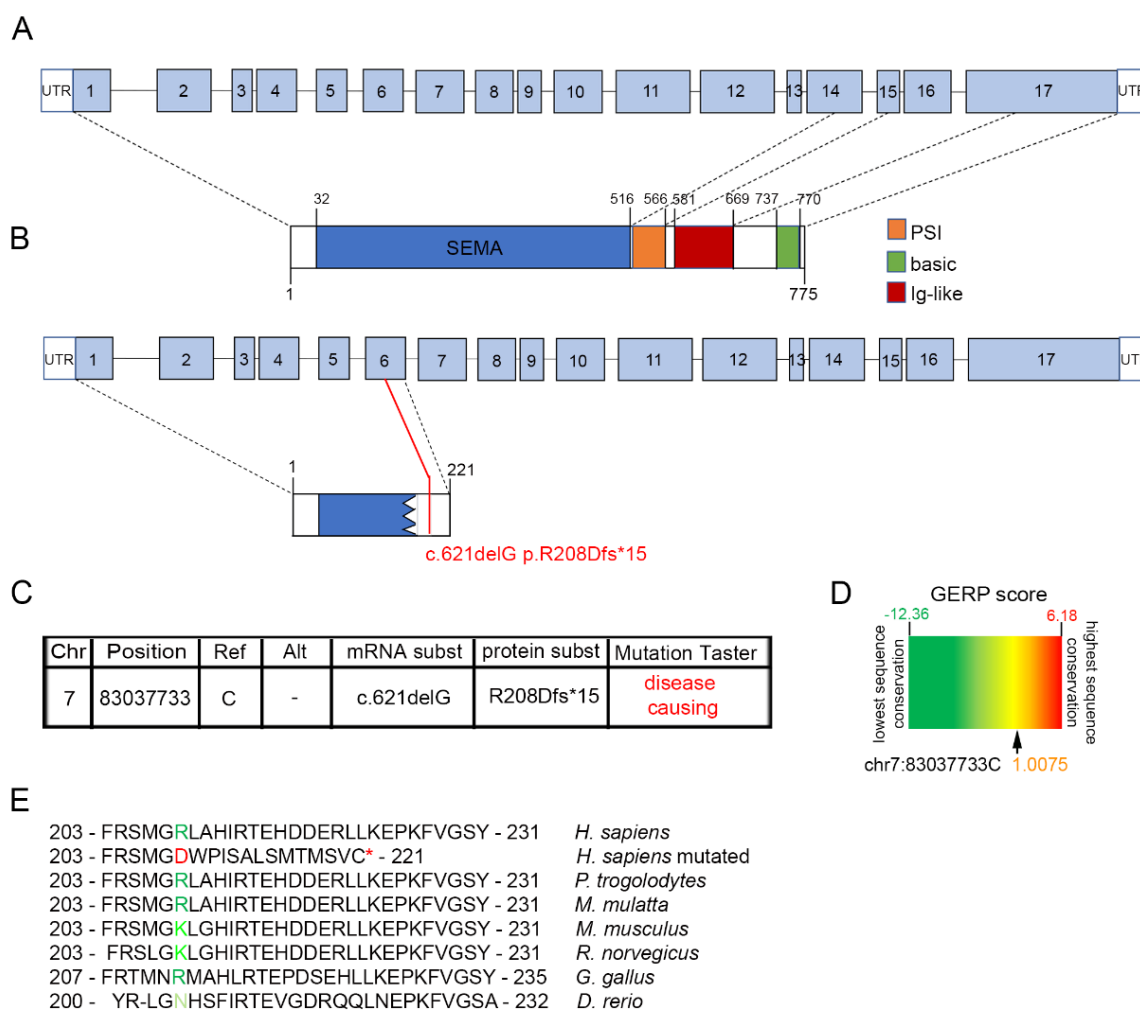 A
UTR 1 2 3 4 5 6 7 8 9 10 11 12 13 14 15 16 17 UTR
32 516 566 581 669 737 770
B
SEMA
PSI
basic
Ig-like
1 775
UTR 1 2 3 4 5 6 7 8 9 10 11 12 13 14 15 16 17 UT
1 221
c.621delG p.R208Dfs*15
C
Chr Position Ref Alt mRNA subst protein subst Mutation Taster
7 83037733 C - c.621delG R208Dfs*15 disease causing
D
GERP score
-12.36 6.18
lowest sequence conservation
highest sequence conservation
chr7:83037733C 1.0075
E
203 - FRSMGRLAHIRTEHDDERLLKEPKFVGSY - 231 H. sapiens
203 - FRSMGDWPISALSMTMSVC* - 221 H. sapiens mutated
203 - FRSMGRLAHIRTEHDDERLLKEPKFVGSY - 231 P. trogolodytes
203 - FRSMGRLAHIRTEHDDERLLKEPKFVGSY - 231 M. mulatta
203 - FRSMGKLGHIRTEHDDERLLKEPKFVGSY - 231 M. musculus
203 - FRSLGKLGHIRTEHDDERLLKEPKFVGSY - 231 R. norvegicus
207 - FRTMNRMAHLRTEPDSEHLLKEPKFVGSY - 235 G. gallus
200 - YR-LGNHSFIRTEVGDRQQLNEPKFVGSA - 232 D. rerio